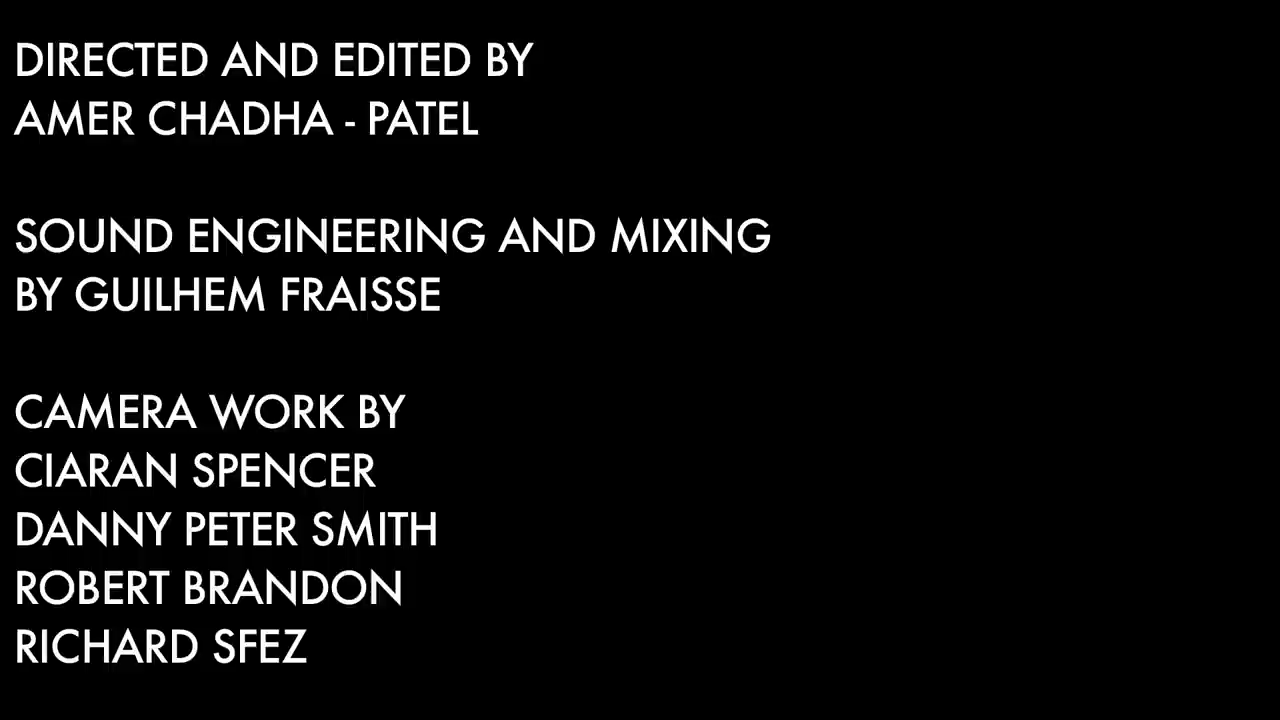 DIRECTED AND EDITED BY
AMER CHADHA - PATEL
SOUND ENGINEERING AND MIXING
BY GUILHEM FRAISSE
CAMERA WORK BY
CIARAN SPENCER
DANNY PETER SMITH
ROBERT BRANDON
RICHARD SFEZ